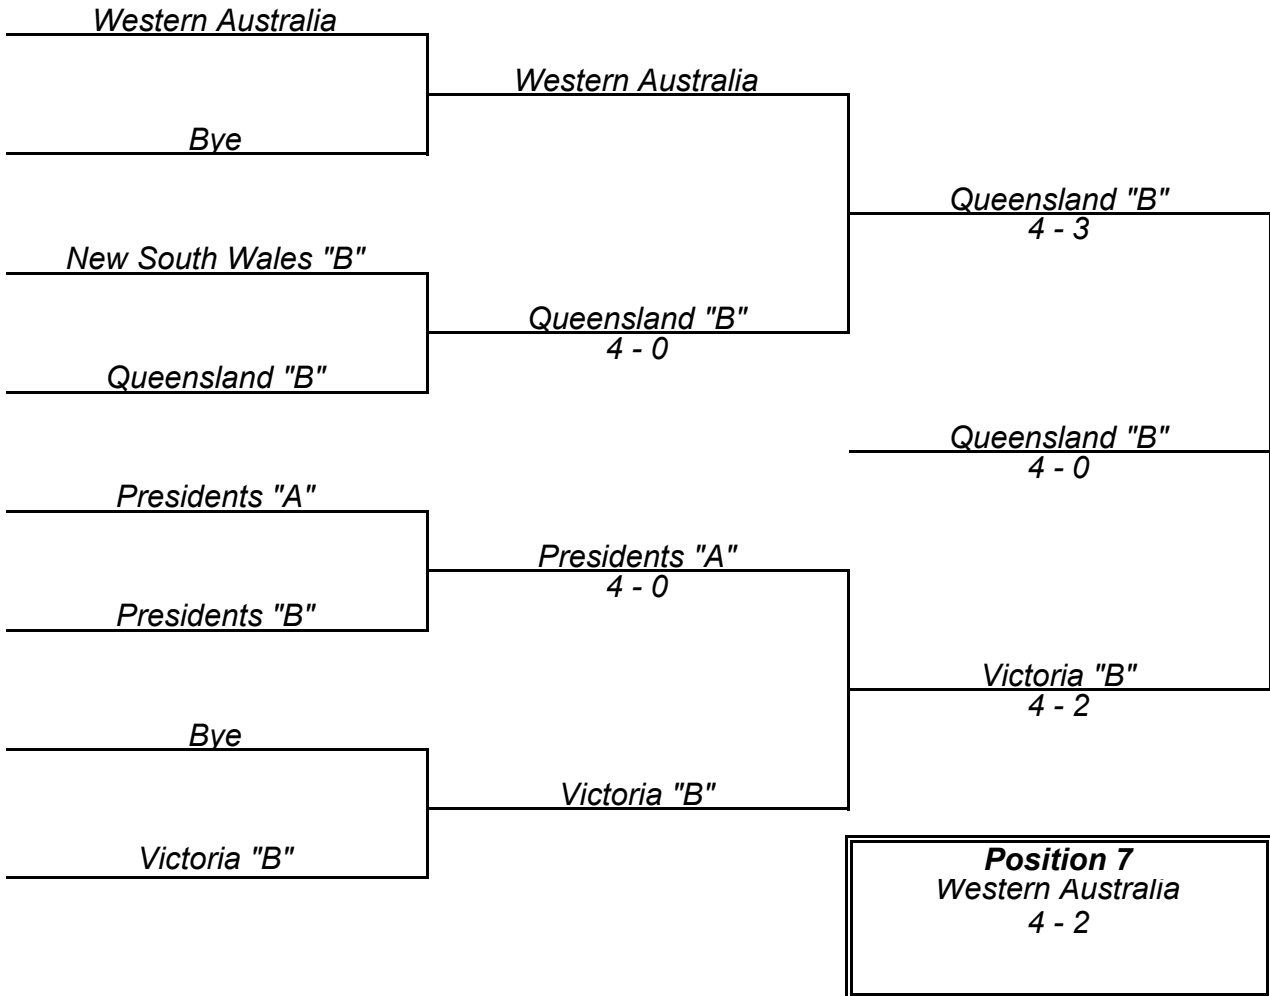 Western Australia
Western Australia
Bye
Queensland "B"
4 - 3
New South Wales "B"
Queensland "B"
4 - 0
Queensland "B"
Queensland "B"
4 - 0
Presidents "A"
Presidents "A"
4 - 0
Presidents "B"
Victoria "B"
4 - 2
Bye
Victoria "B"
Victoria "B"
Position 7
Western Australia
4 - 2